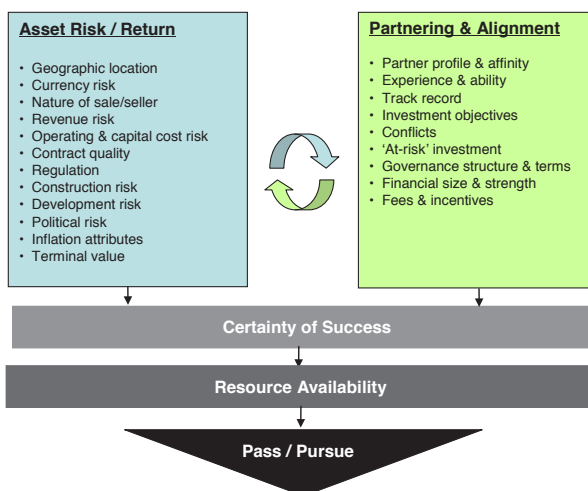 Asset Risk / Return
• Geographic location
• Currency risk
• Nature of sale/seller
• Revenue risk
• Operating & capital cost risk
• Contract quality
• Regulation
• Construction risk
• Development risk
• Political risk
• Inflation attributes
• Terminal value
Partnering & Alignment
• Partner profile & affinity
• Experience & ability
• Track record
• Investment objectives
• Conflicts
• ‘At-risk’ investment
• Governance structure & terms
• Financial size & strength
• Fees & incentives
Certainty of Success
Resource Availability
Pass / Pursue